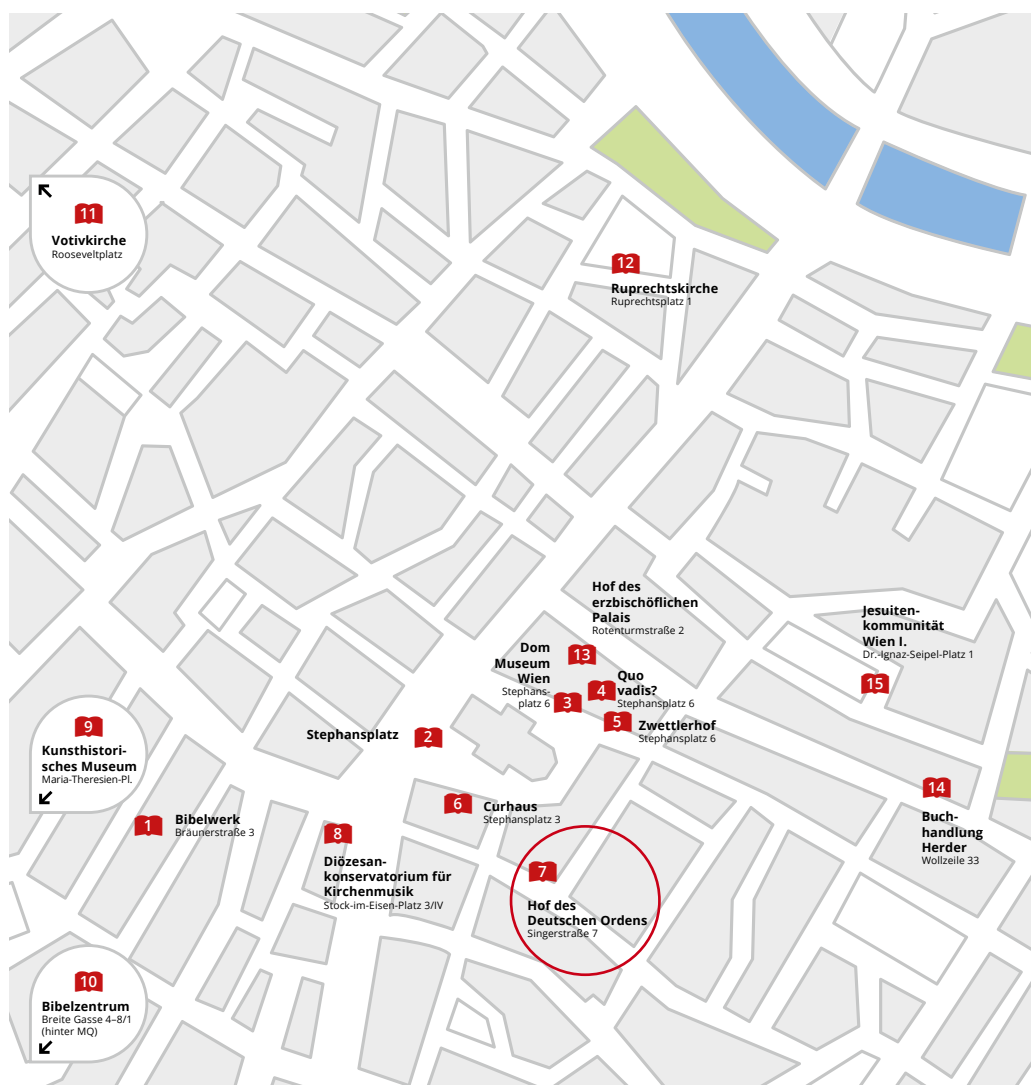 11
Votivkirche
Rooseveltplatz
12
Ruprechtskirche
Ruprechtsplatz 1
Hof des
erzbischöflichen
Palais
Rotenturmstraße 2
13
Dom
Museum
Wien
Stephans-
platz 6
3
4
Quo
vadis?
Stephansplatz 6
5
Zwettlerhof
Stephansplatz 6
Jesuiten-
kommunität
Wien I.
Dr.-Ignaz-Seipel-Platz 1
15
Stephansplatz
2
9
Kunsthistori-
sches Museum
Maria-Theresien-Pl.
1
Bibelwerk
Bräunerstraße 3
8
Diözesan-
konservatorium für
Kirchenmusik
Stock-im-Eisen-Platz 3/IV
6
Curhaus
Stephansplatz 3
14
Buch-
handlung
Herder
Wollzeile 33
7
Hof des
Deutschen Ordens
Singerstraße 7
10
Bibelzentrum
Breite Gasse 4–8/1
(hinter MQ)